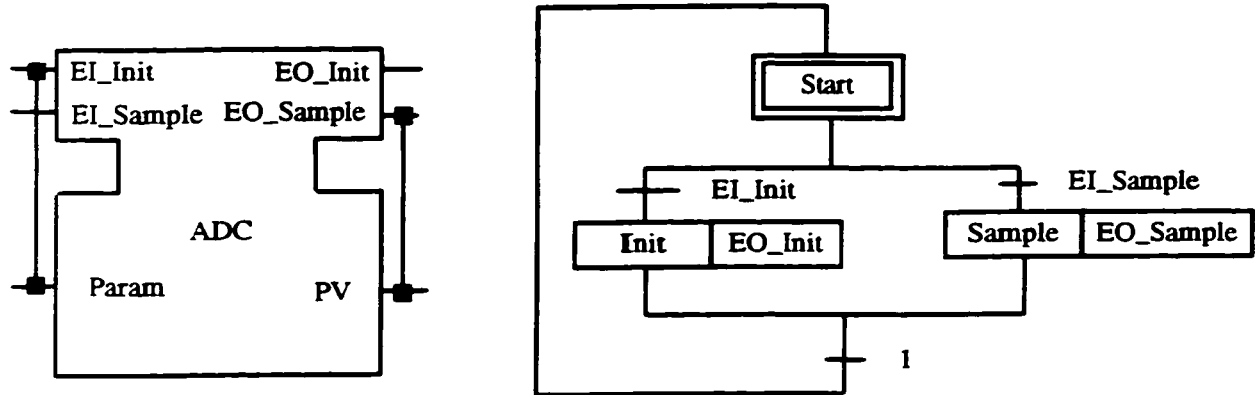 EI_Init EO_Init
EI_Sample EO_Sample
ADC
Param PV
Start
EI_Init EI_Sample
Init EO_Init Sample EO_Sample
1